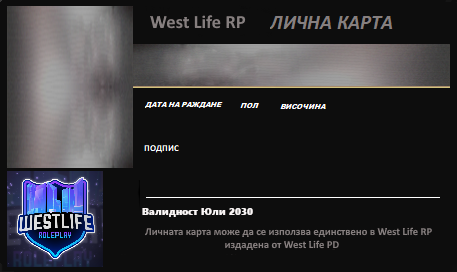 West Life RP ЛИЧНА КАРТА
ДАТА НА РАЖДАНЕ ПОЛ ВИСОЧИНА
ПОДПИС
WESTLIFE
ROLEPLAY
Валидност Юли 2030
Личната карта може да се използва единствено в West Life RP
издадена от West Life PD